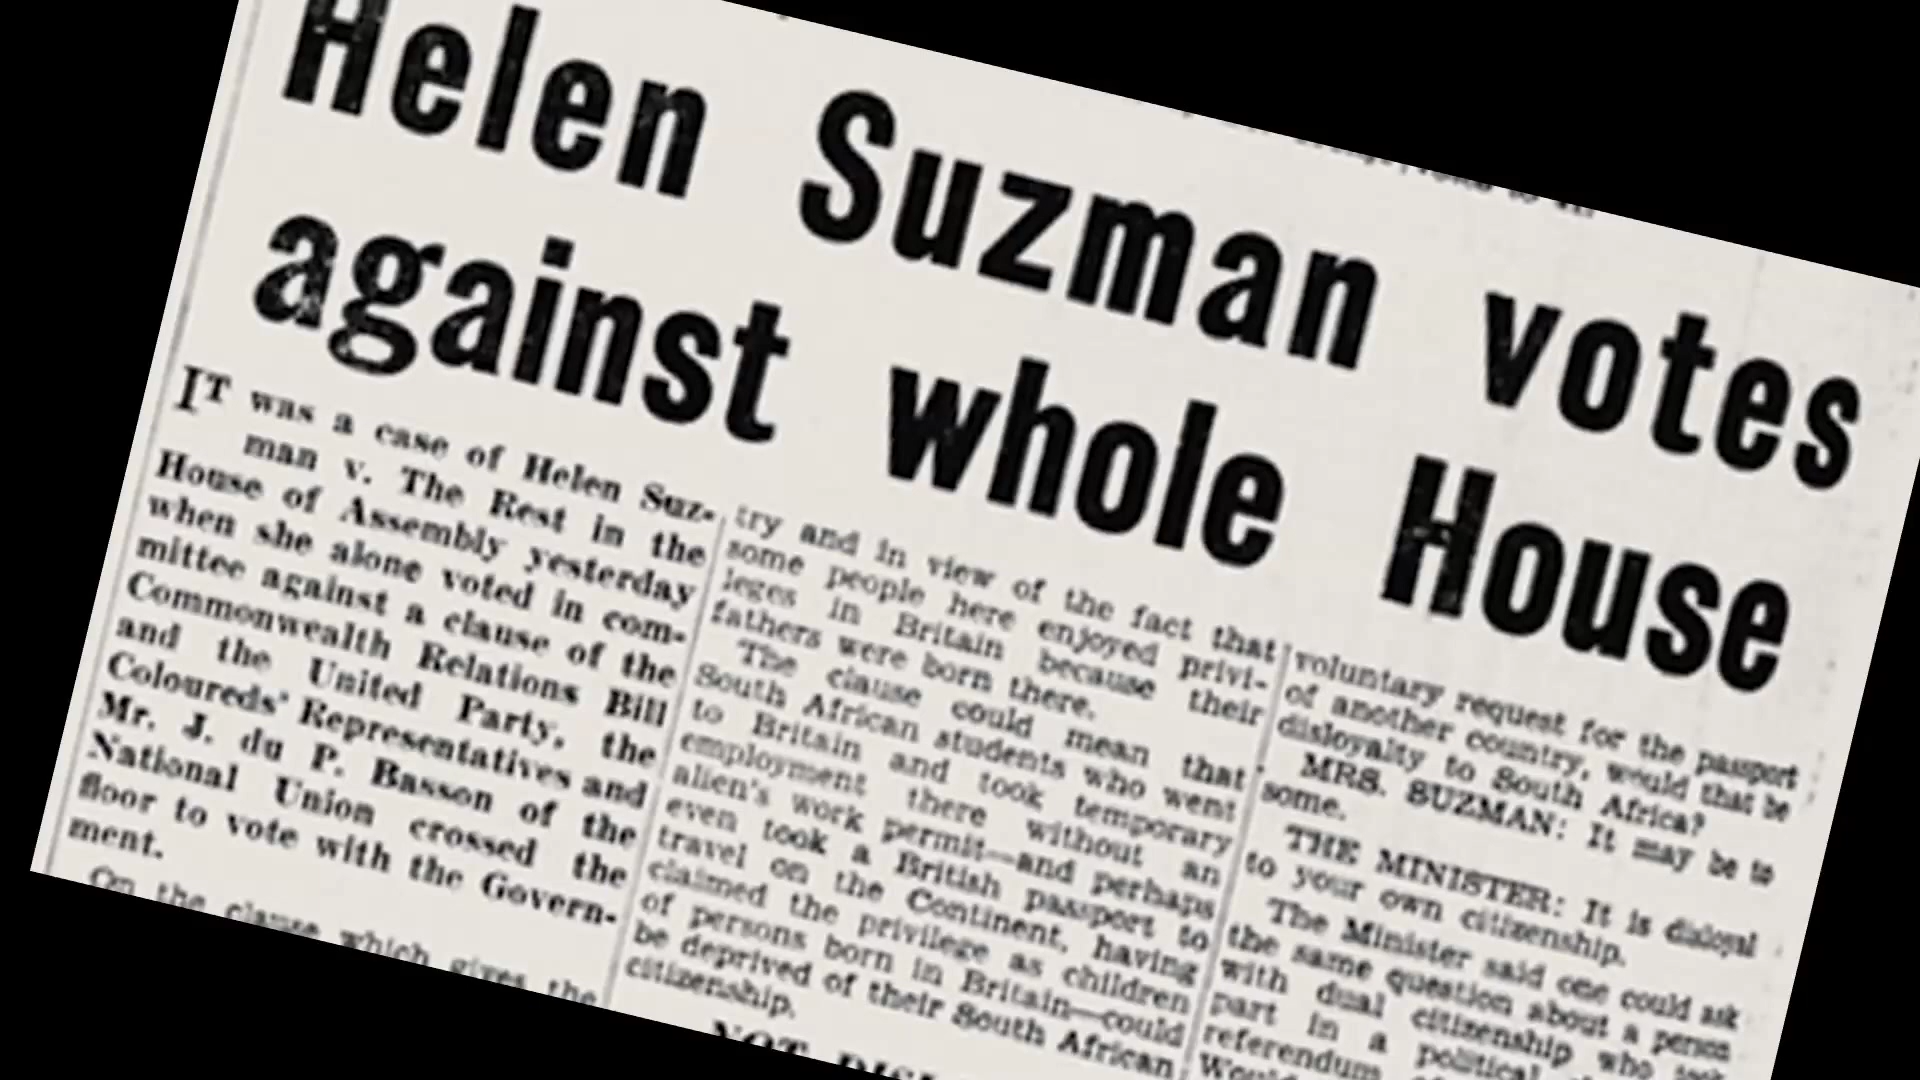 Helen Suzman votes
against whole House
IT was a case of Helen Suz-
man v. The Rest in the
House of Assembly yesterday
when she alone voted in com-
mittee against a clause of the
Commonwealth Relations Bill
and the United Party, the
Coloureds' Representatives and
Mr. J. du P. Basson of the
National Union crossed the
floor to vote with the Govern-
ment.
On the clause which gives the
try and in view of the fact that
some people here enjoyed privi-
leges in Britain because their
fathers were born there.
The clause could mean that
South African students who went
to Britain and took temporary
employment there without an
alien's work permit—and perhaps
even took a British passport to
travel on the Continent, having
claimed the privilege as children
of persons born in Britain—could
be deprived of their South African
citizenship.
NOT
voluntary request for the passport
of another country, would that be
disloyalty to South Africa?
MRS. SUZMAN: It may be to
some.
THE MINISTER: It is disloyal
to your own citizenship.
The Minister said one could ask
the same question about a person
with dual citizenship who took
part in a political
referendum